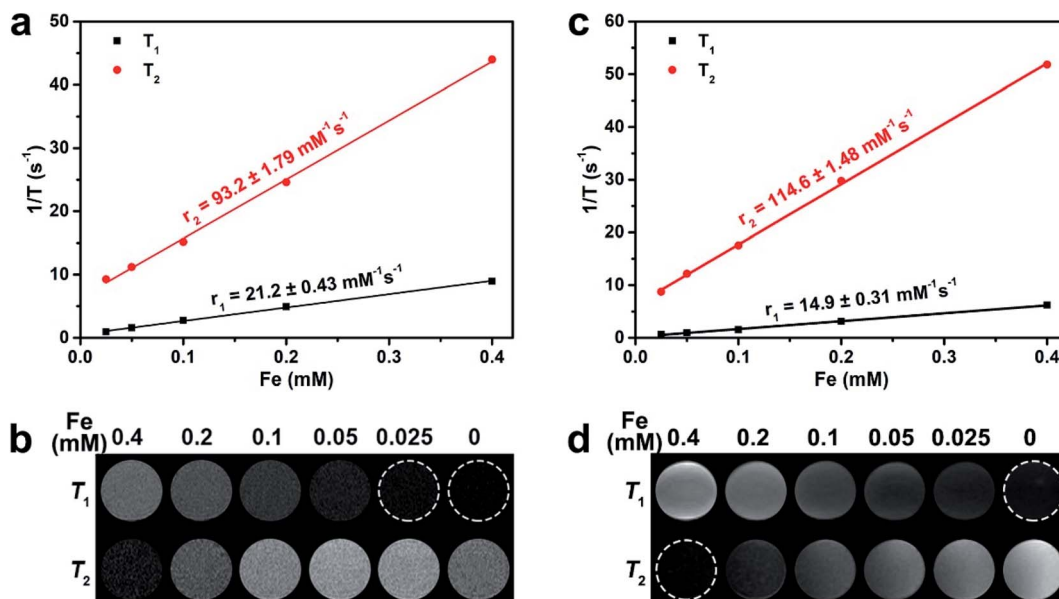 a
50
40
30
20
10
0
T₁
T₂
r₂ = 93.2 ± 1.79 mM⁻¹s⁻¹
r₁ = 21.2 ± 0.43 mM⁻¹s⁻¹
1/T (s⁻¹)
0.0 0.1 0.2 0.3 0.4
Fe (mM)
c
60
50
40
30
20
10
0
T₁
T₂
r₂ = 114.6 ± 1.48 mM⁻¹s⁻¹
r₁ = 14.9 ± 0.31 mM⁻¹s⁻¹
1/T (s⁻¹)
0.0 0.1 0.2 0.3 0.4
Fe (mM)
b
Fe
(mM) 0.4 0.2 0.1 0.05 0.025 0
T₁
T₂
d
Fe
(mM) 0.4 0.2 0.1 0.05 0.025 0
T₁
T₂